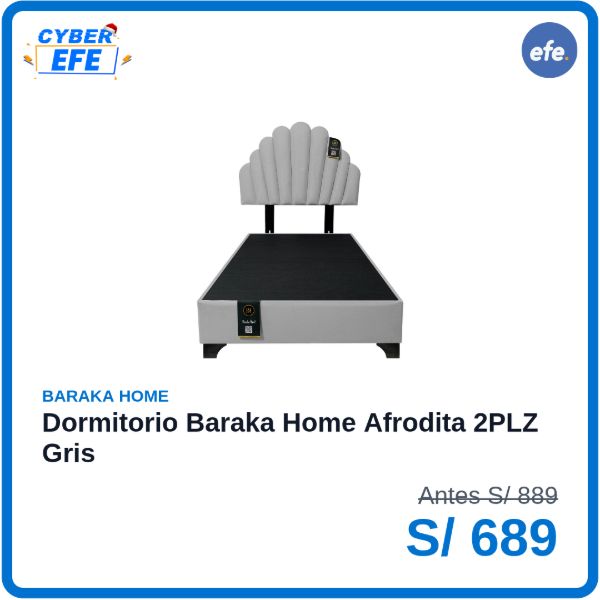 CYBER
EFE
efe.
BARAKA HOME
Dormitorio Baraka Home Afrodita 2PLZ
Gris
Antes S/ 889
S/ 689